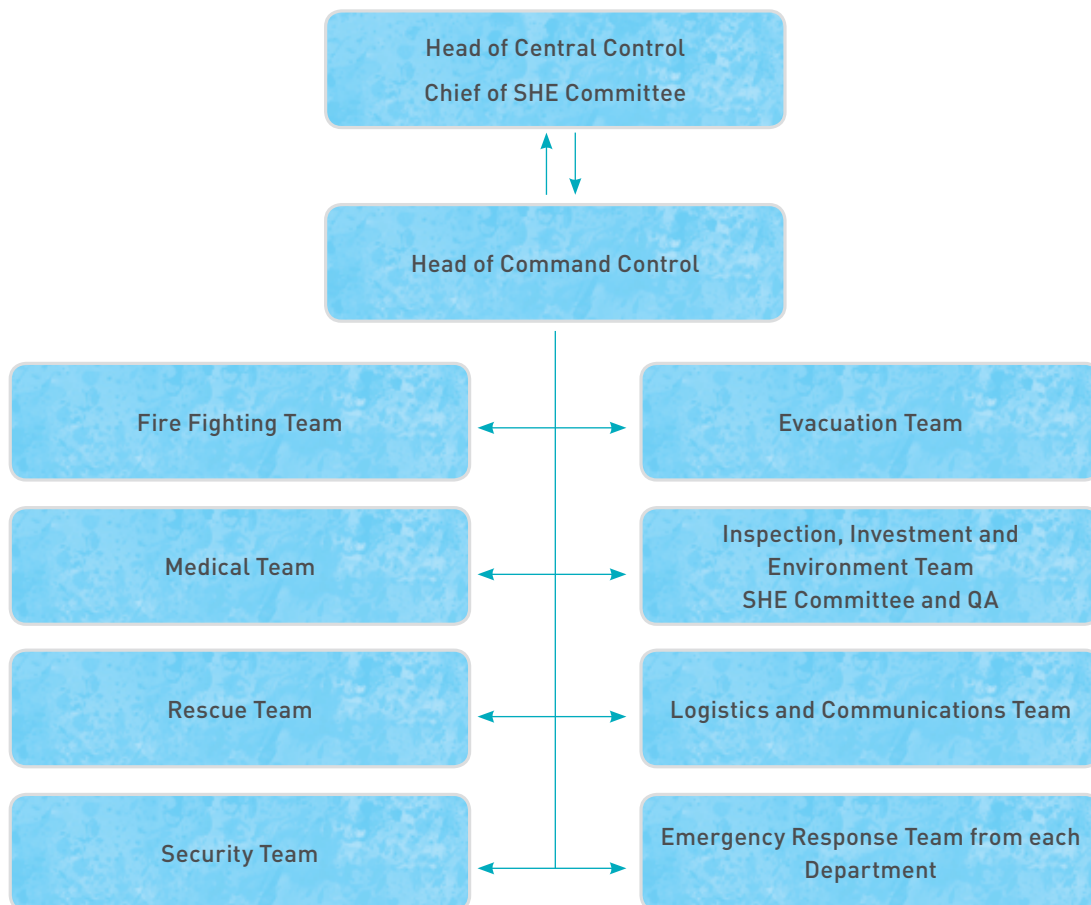 Head of Central Control
Chief of SHE Committee
Head of Command Control
Fire Fighting Team
Evacuation Team
Medical Team
Inspection, Investment and
Environment Team
SHE Committee and QA
Rescue Team
Logistics and Communications Team
Security Team
Emergency Response Team from each
Department